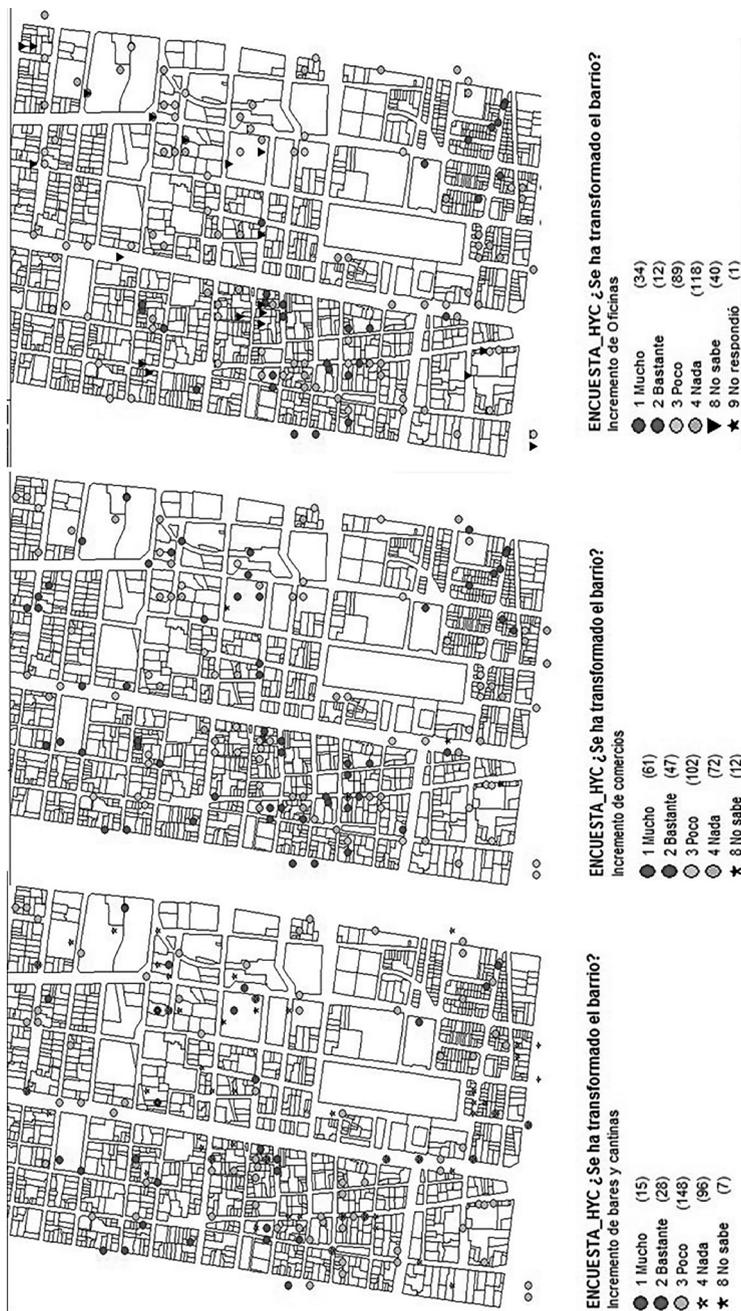 ENCUESTA_HYC ¿Se ha transformado el barrio?
Incremento de bares y cantinas
1 Mucho (15)
2 Bastante (28)
3 Poco (148)
4 Nada (96)
8 No sabe (7)
ENCUESTA_HYC ¿Se ha transformado el barrio?
Incremento de comercios
1 Mucho (61)
2 Bastante (47)
3 Poco (102)
4 Nada (72)
8 No sabe (12)
ENCUESTA_HYC ¿Se ha transformado el barrio?
Incremento de Oficinas
1 Mucho (34)
2 Bastante (12)
3 Poco (89)
4 Nada (118)
8 No sabe (40)
9 No respondió (1)